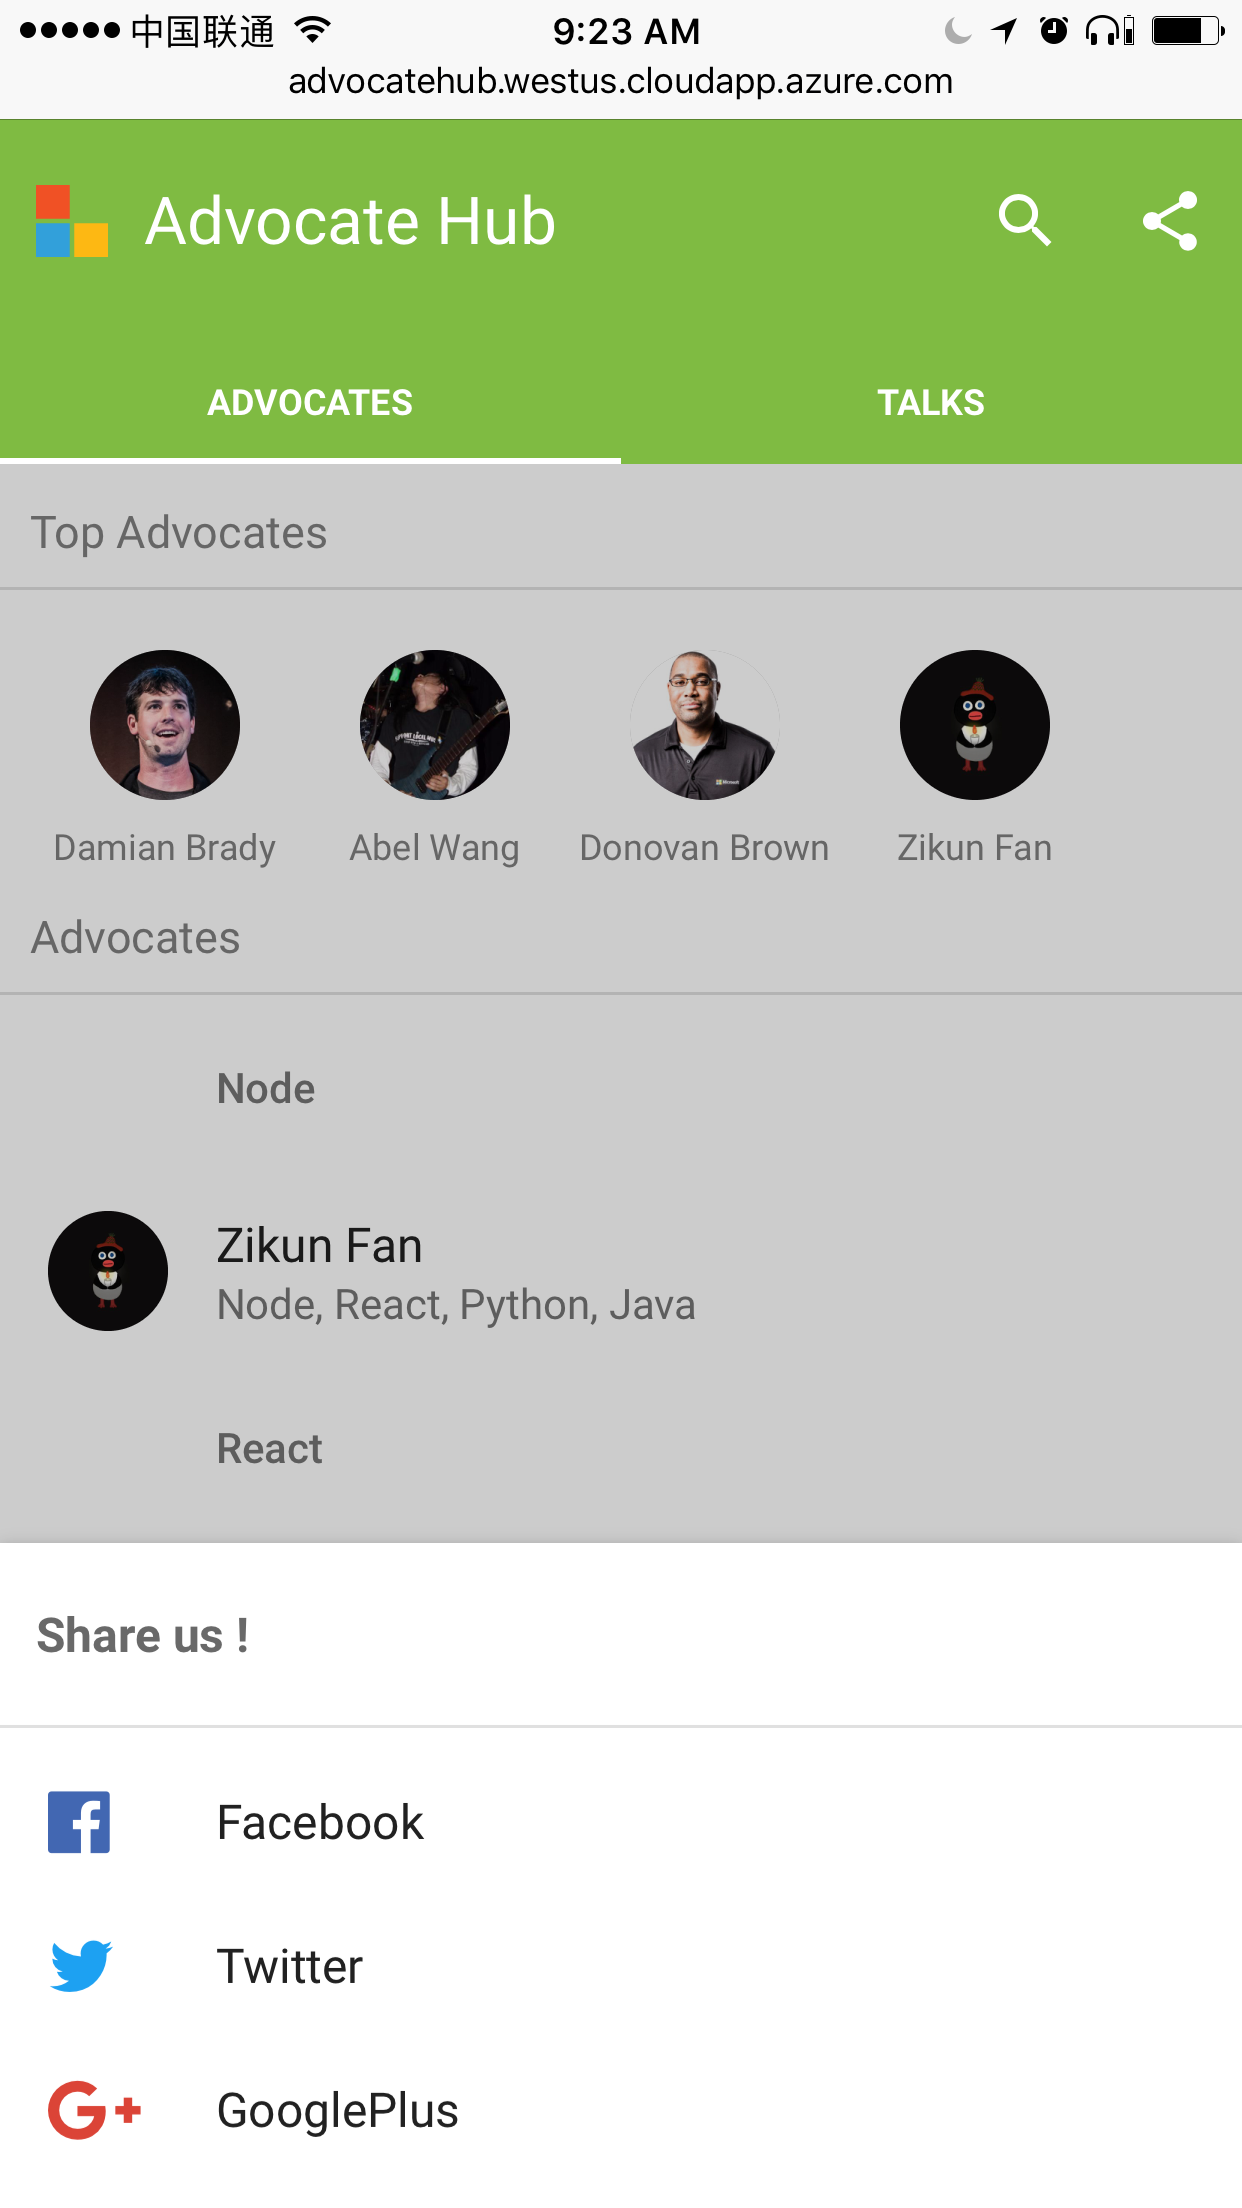 中国联通 9:23 AM
advocatehub.westus.cloudapp.azure.com
Advocate Hub
ADVOCATES TALKS
Top Advocates
Damian Brady Abel Wang Donovan Brown Zikun Fan
Advocates
Node
Zikun Fan
Node, React, Python, Java
React
Share us !
Facebook
Twitter
G+ GooglePlus